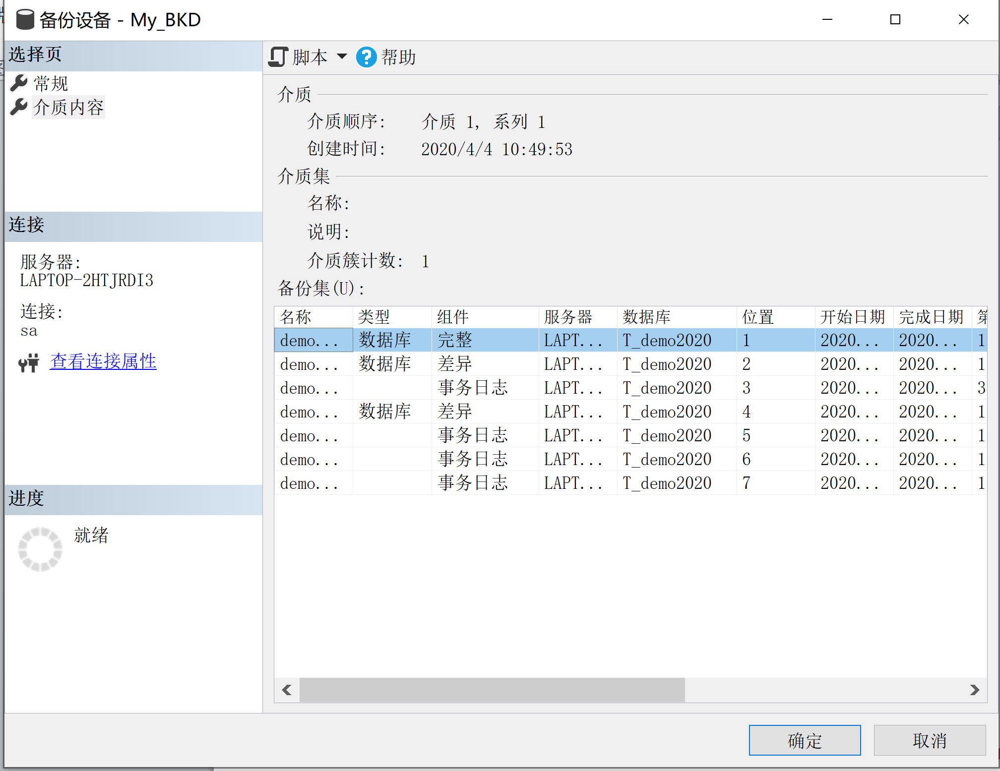 备份设备 - My_BKD
选择页
常规
介质内容
连接
服务器:
LAPTOP-2HTJRDI3
连接:
sa
查看连接属性
进度
就绪
脚本 帮助
介质
介质顺序: 介质 1, 系列 1
创建时间: 2020/4/4 10:49:53
介质集
名称:
说明:
介质簇计数: 1
备份集(U):
名称 类型 组件 服务器 数据库 位置 开始日期 完成日期 第
demo... 数据库 完整 LAPT... T_demo2020 1 2020... 2020... 1
demo... 数据库 差异 LAPT... T_demo2020 2 2020... 2020... 1
demo... 事务日志 LAPT... T_demo2020 3 2020... 2020... 3
demo... 数据库 差异 LAPT... T_demo2020 4 2020... 2020... 1
demo... 事务日志 LAPT... T_demo2020 5 2020... 2020... 1
demo... 事务日志 LAPT... T_demo2020 6 2020... 2020... 1
demo... 事务日志 LAPT... T_demo2020 7 2020... 2020... 1
确定 取消